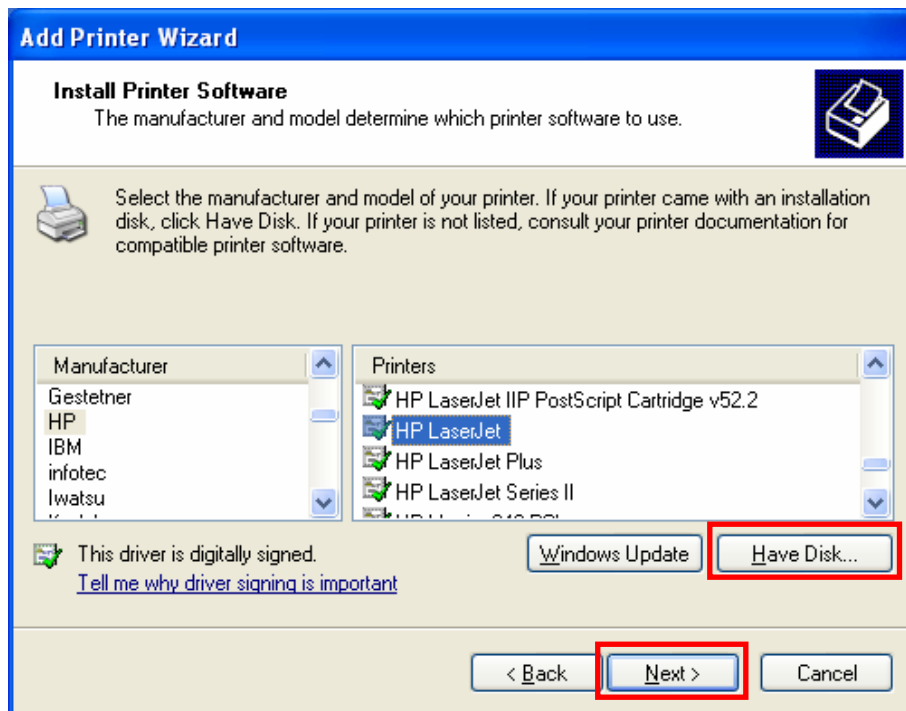 Add Printer Wizard
Install Printer Software
The manufacturer and model determine which printer software to use.
Select the manufacturer and model of your printer. If your printer came with an installation
disk, click Have Disk. If your printer is not listed, consult your printer documentation for
compatible printer software.
Manufacturer
Gestetner
HP
IBM
infotec
Iwatsu
Printers
HP LaserJet IIP PostScript Cartridge v52.2
HP LaserJet
HP LaserJet Plus
HP LaserJet Series II
This driver is digitally signed.
Tell me why driver signing is important
Windows Update
Have Disk...
< Back
Next >
Cancel